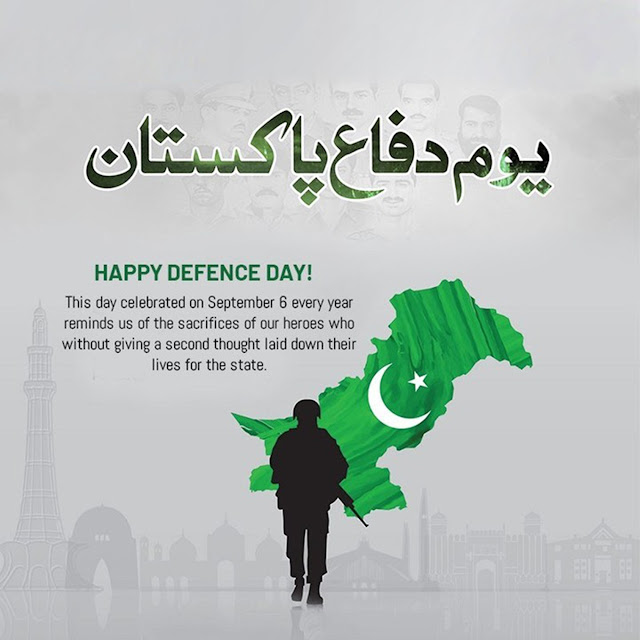 یوم دفاع پاکستان
HAPPY DEFENCE DAY!
This day celebrated on September 6 every year
reminds us of the sacrifices of our heroes who
without giving a second thought laid down their
lives for the state.